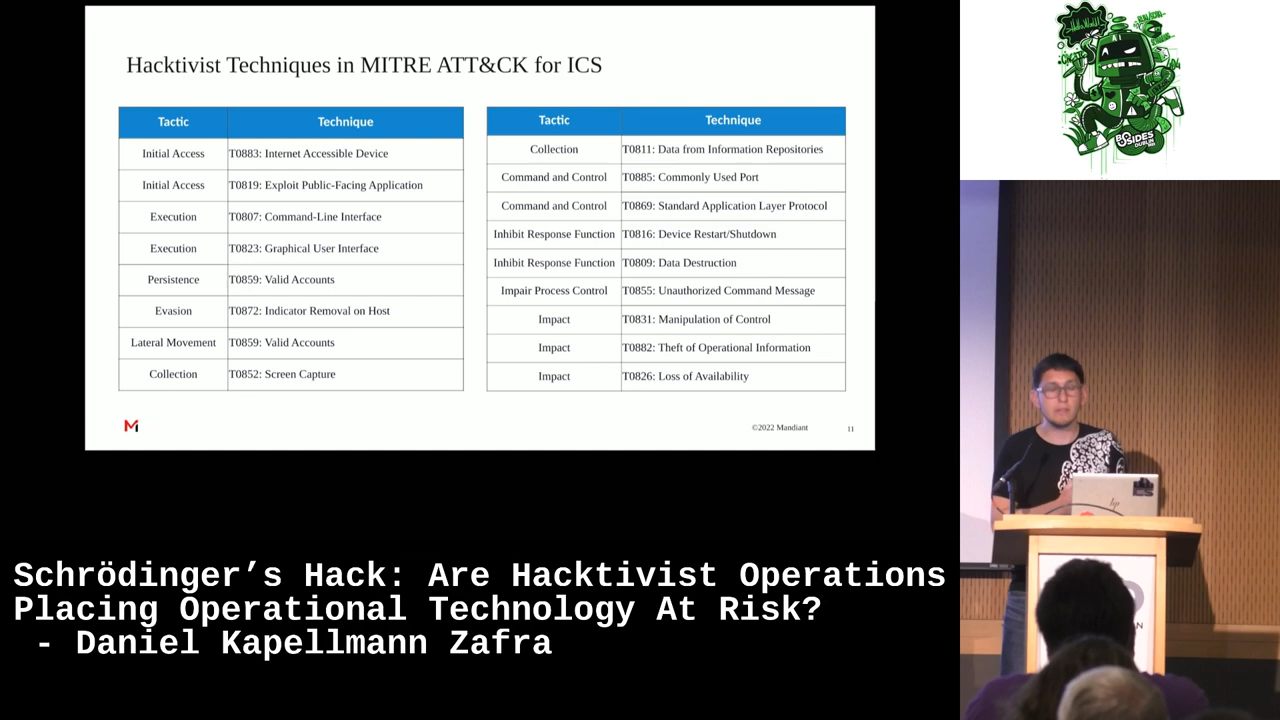 Hacktivist Techniques in MITRE ATT&CK for ICS
Tactic Technique
Initial Access T0883: Internet Accessible Device
Initial Access T0819: Exploit Public-Facing Application
Execution T0807: Command-Line Interface
Execution T0823: Graphical User Interface
Persistence T0859: Valid Accounts
Evasion T0872: Indicator Removal on Host
Lateral Movement T0859: Valid Accounts
Collection T0852: Screen Capture
Tactic Technique
Collection T0811: Data from Information Repositories
Command and Control T0885: Commonly Used Port
Command and Control T0869: Standard Application Layer Protocol
Inhibit Response Function T0816: Device Restart/Shutdown
Inhibit Response Function T0809: Data Destruction
Impair Process Control T0855: Unauthorized Command Message
Impact T0831: Manipulation of Control
Impact T0882: Theft of Operational Information
Impact T0826: Loss of Availability
M
©2022 Mandiant 11
BSIDES
DUBLIN
hp
Schrödinger’s Hack: Are Hacktivist Operations
Placing Operational Technology At Risk?
- Daniel Kapellmann Zafra